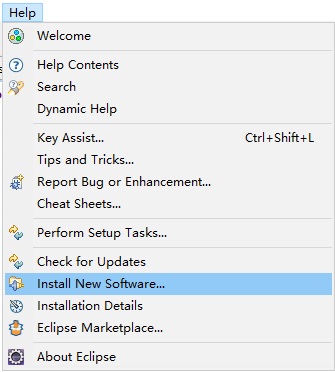 Help
Welcome
Help Contents
Search
Dynamic Help
Key Assist... Ctrl+Shift+L
Tips and Tricks...
Report Bug or Enhancement...
Cheat Sheets...
Perform Setup Tasks...
Check for Updates
Install New Software...
Installation Details
Eclipse Marketplace...
About Eclipse